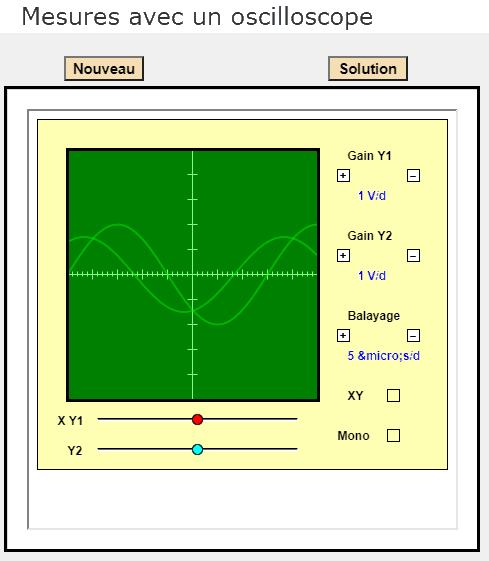 Mesures avec un oscilloscope
Nouveau
Solution
Gain Y1
+ −
1 V/d
Gain Y2
+ −
1 V/d
Balayage
+ −
5 &micro;s/d
XY
X Y1
Mono
Y2